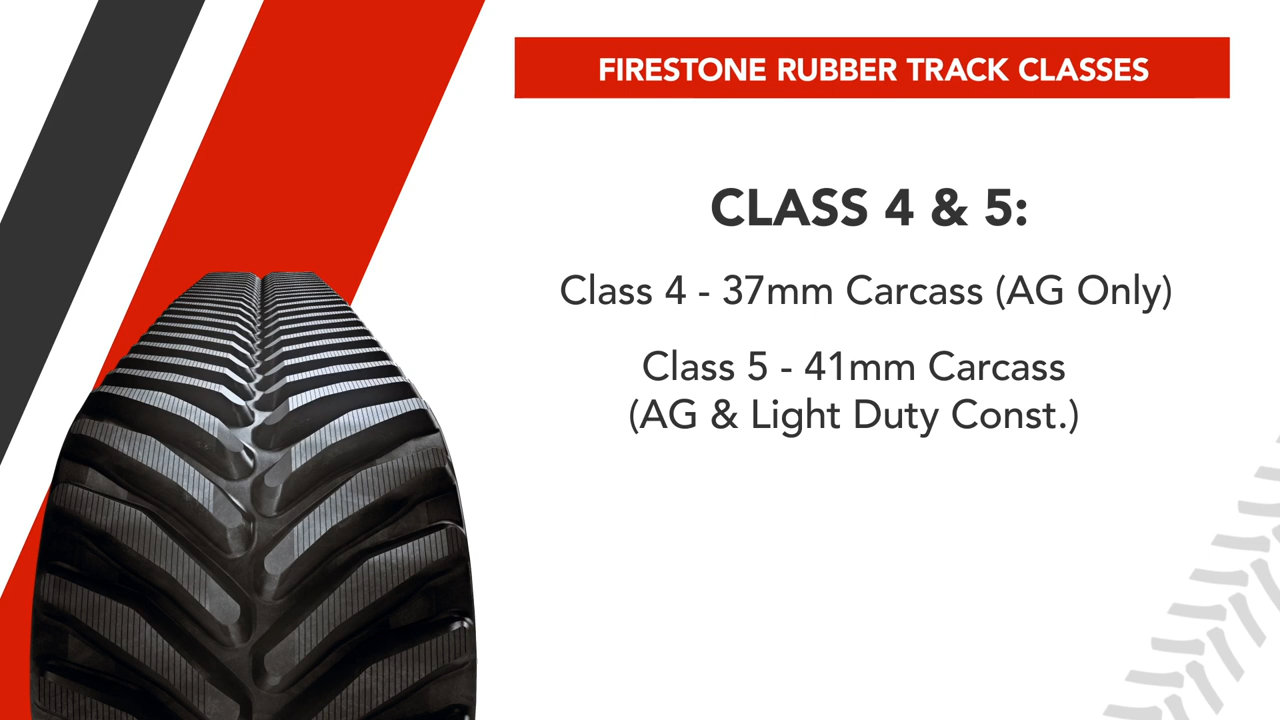 FIRESTONE RUBBER TRACK CLASSES
CLASS 4 & 5:
Class 4 - 37mm Carcass (AG Only)
Class 5 - 41mm Carcass
(AG & Light Duty Const.)